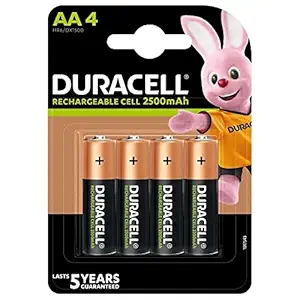 AA 4
HR6/DX1500
DURACELL
RECHARGEABLE CELL 2500mAh
DURACELL
DURACELL
DURACELL
DURACELL
LASTS 5 YEARS
GUARANTEED